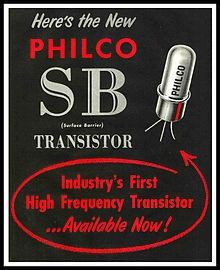 Here's the New
PHILCO
SB
(Surface Barrier)
TRANSISTOR
PHILCO
Industry's First
High Frequency Transistor
...Available Now!